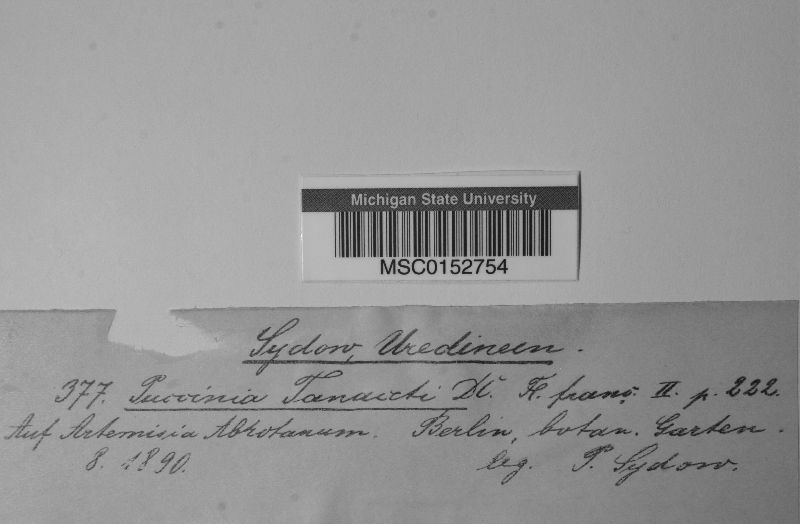 Michigan State University
MSC0152754
Sydow, Uredineen.
377. Puccinia Tanaceti DC. Fl. franç. II. p. 222.
Auf Artemisia Abrotanum. Berlin, botan. Garten.
8. 1890. leg. P. Sydow.